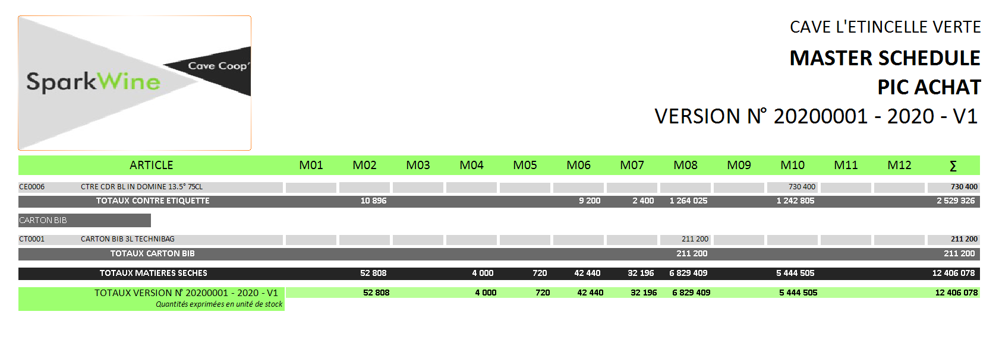 CAVE L'ETINCELLE VERTE
MASTER SCHEDULE
PIC ACHAT
VERSION N° 20200001 - 2020 - V1
Cave Coop'
SparkWine
ARTICLE M01 M02 M03 M04 M05 M06 M07 M08 M09 M10 M11 M12 Σ
CE0006 CTRE CDR BL IN DOMINE 13.5° 75CL 730 400 730 400
TOTAUX CONTRE ETIQUETTE 10 896 9 200 2 400 1 264 025 1 242 805 2 529 326
CARTON BIB
CT0001 CARTON BIB 3L TECHNIBAG 211 200 211 200
TOTAUX CARTON BIB 211 200 211 200
TOTAUX MATIERES SECHES 52 808 4 000 720 42 440 32 196 6 829 409 5 444 505 12 406 078
TOTAUX VERSION N° 20200001 - 2020 - V1 52 808 4 000 720 42 440 32 196 6 829 409 5 444 505 12 406 078
Quantités exprimées en unité de stock